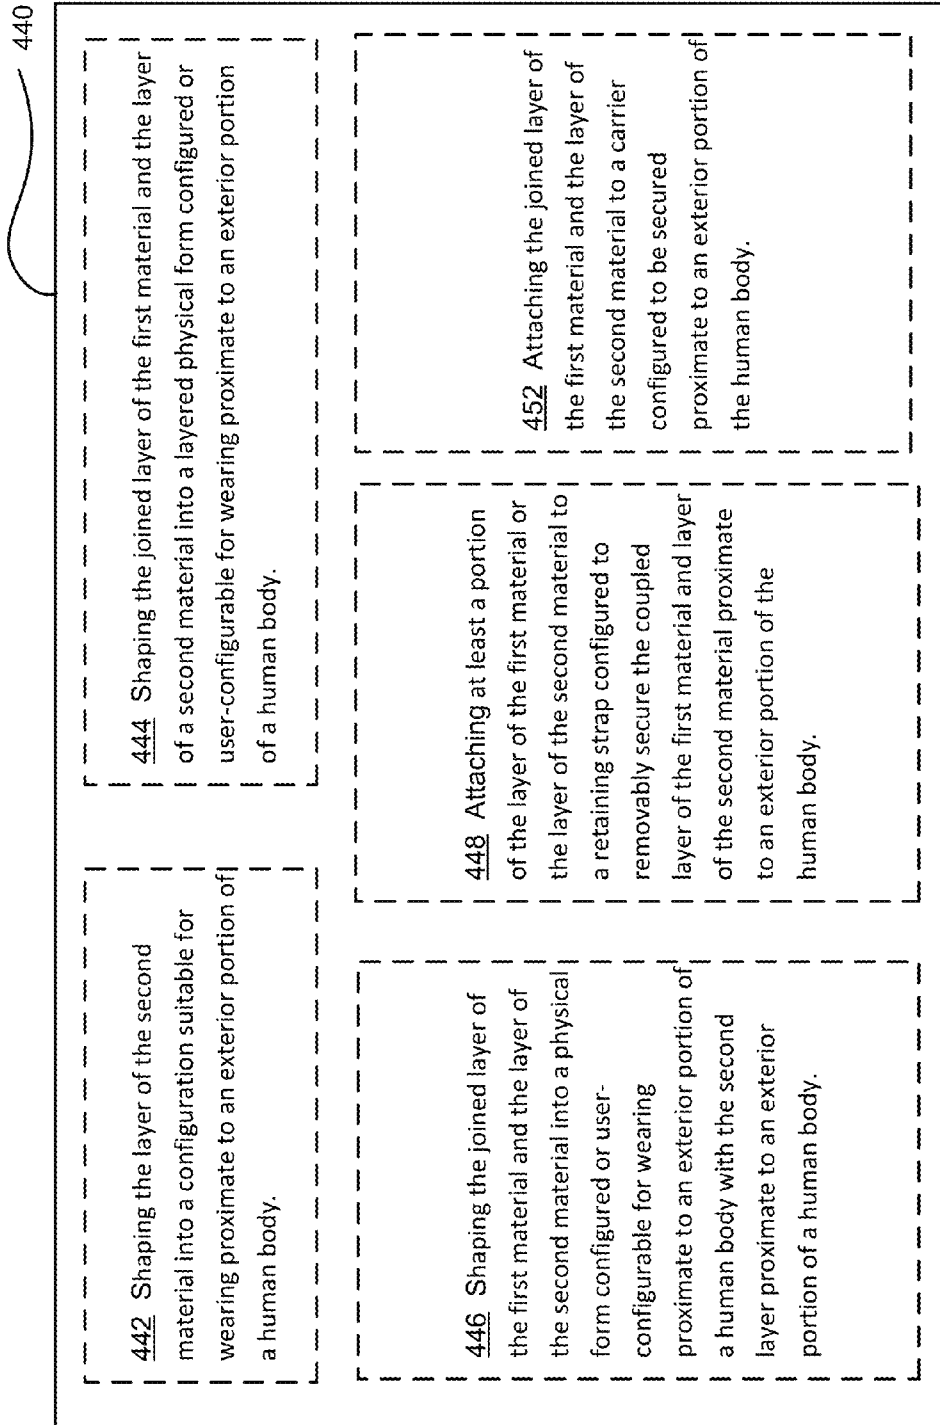 440
442 Shaping the layer of the second
material into a configuration suitable for
wearing proximate to an exterior portion of
a human body.
444 Shaping the joined layer of the first material and the layer
of a second material into a layered physical form configured or
user-configurable for wearing proximate to an exterior portion
of a human body.
446 Shaping the joined layer of
the first material and the layer of
the second material into a physical
form configured or user-
configurable for wearing
proximate to an exterior portion of
a human body with the second
layer proximate to an exterior
portion of a human body.
448 Attaching at least a portion
of the layer of the first material or
the layer of the second material to
a retaining strap configured to
removably secure the coupled
layer of the first material and layer
of the second material proximate
to an exterior portion of the
human body.
452 Attaching the joined layer of
the first material and the layer of
the second material to a carrier
configured to be secured
proximate to an exterior portion of
the human body.